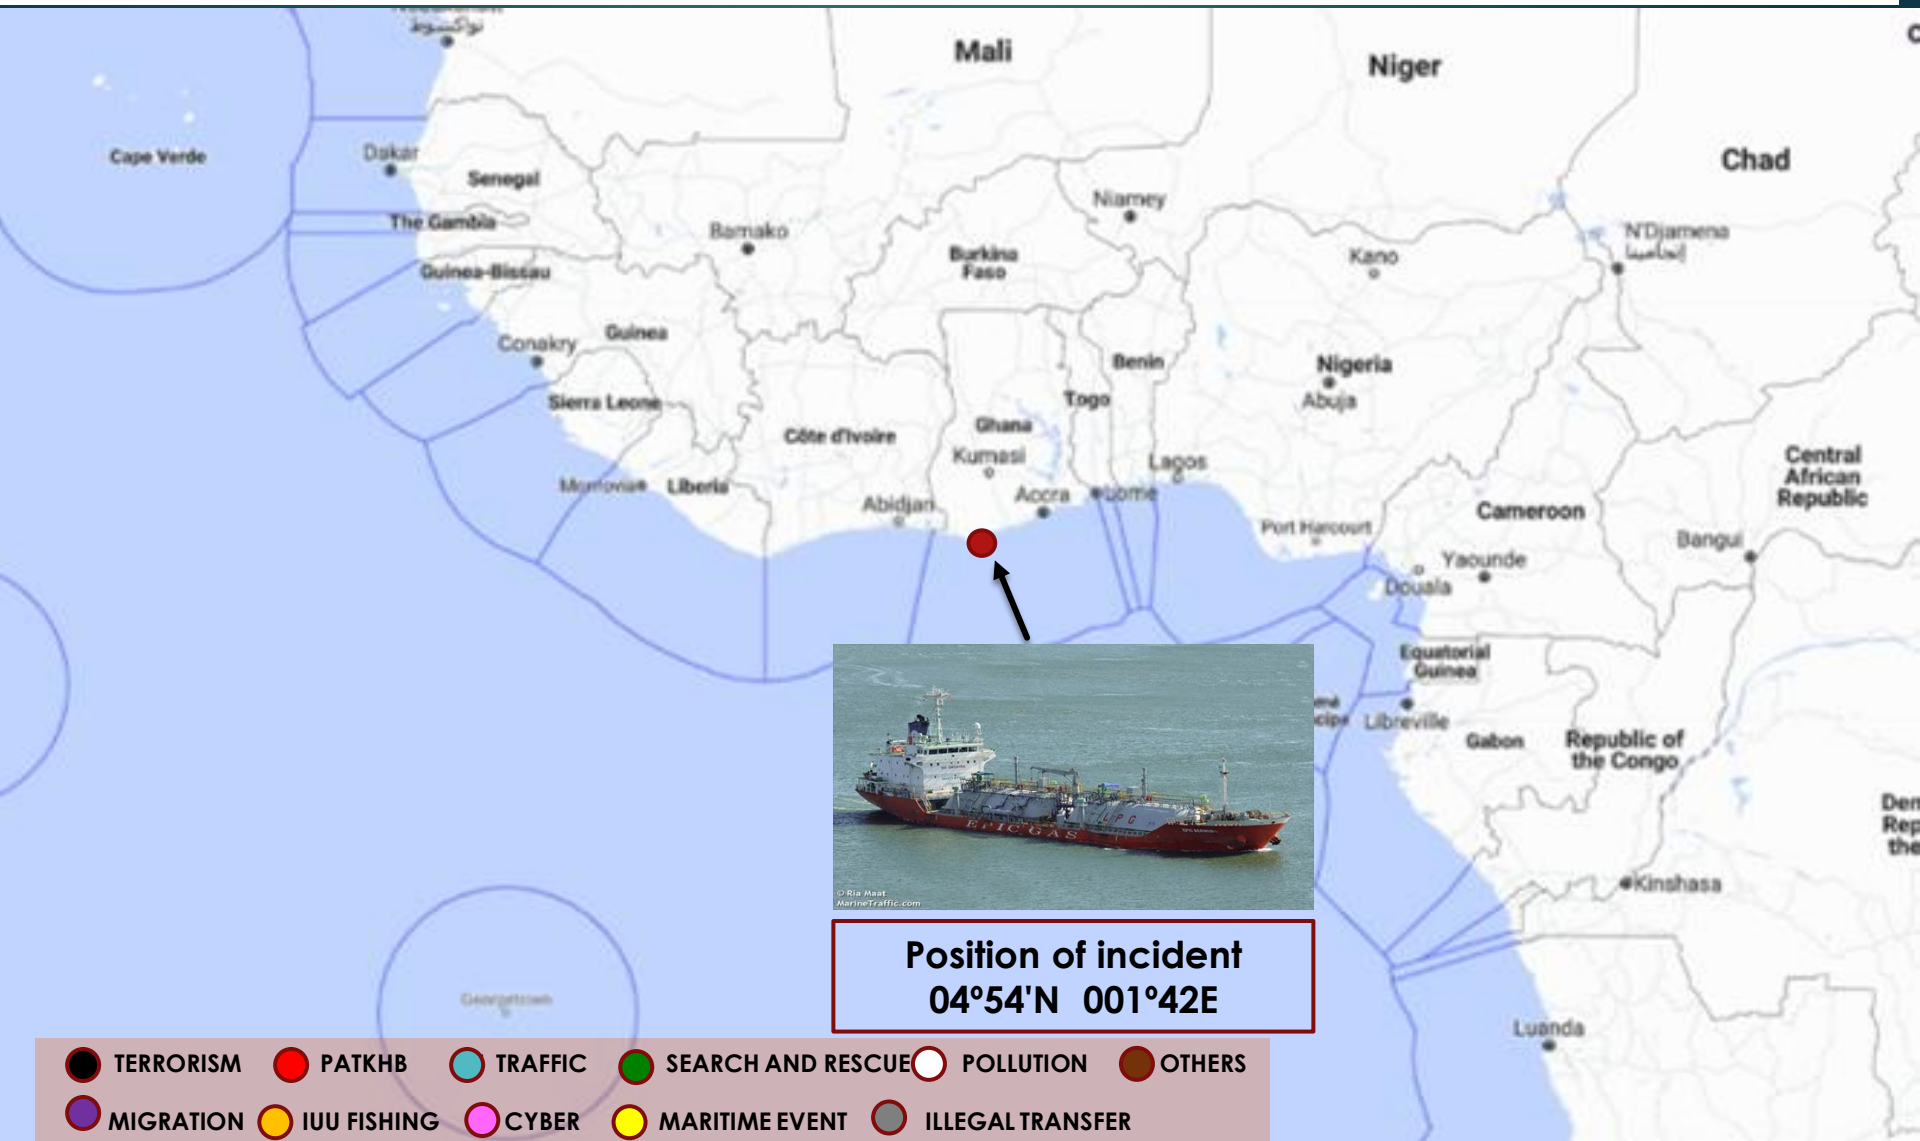 نواكشوط
Mali
Niger
Cape Verde
Dakar
Senegal
Chad
The Gambia
Niamey
Bamako
N'Djamena
إنجامينا
Kano
Burkina
Faso
Guinea-Bissau
Guinea
Conakry
Benin
Nigeria
Abuja
Sierra Leone
Togo
Ghana
Côte d'Ivoire
Kumasi
Lagos
Central
African
Republic
Monrovia
Liberia
Abidjan
Accra
Lome
Cameroon
Port Harcourt
Bangui
Yaounde
Douala
Equatorial
Guinea
Libreville
Gabon
Republic of
the Congo
EPIC GAS
LPG
© Ria Maat
MarineTraffic.com
Kinshasa
Position of incident
04º54'N 001º42E
Georgetown
Luanda
TERRORISM
PATKHB
TRAFFIC
SEARCH AND RESCUE
POLLUTION
OTHERS
MIGRATION
IUU FISHING
CYBER
MARITIME EVENT
ILLEGAL TRANSFER